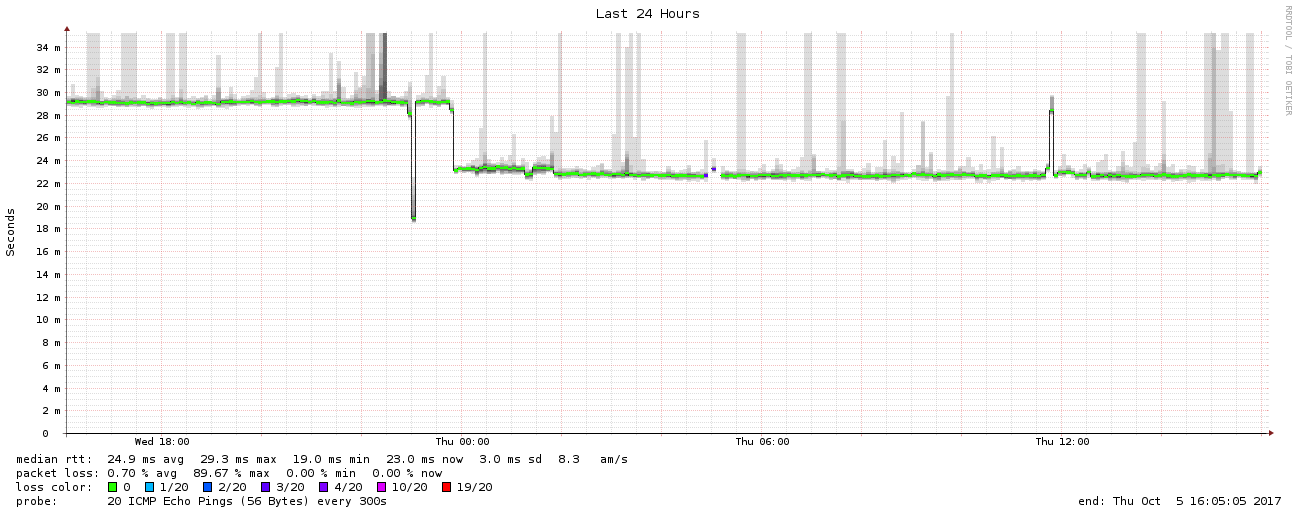 Last 24 Hours
RRDTOOL / TOBI OETIKER
Seconds
34 m
32 m
30 m
28 m
26 m
24 m
22 m
20 m
18 m
16 m
14 m
12 m
10 m
8 m
6 m
4 m
2 m
0
Wed 18:00 Thu 00:00 Thu 06:00 Thu 12:00
median rtt: 24.9 ms avg 29.3 ms max 19.0 ms min 23.0 ms now 3.0 ms sd 8.3 am/s
packet loss: 0.70 % avg 89.67 % max 0.00 % min 0.00 % now
loss color: 0 1/20 2/20 3/20 4/20 10/20 19/20
probe: 20 ICMP Echo Pings (56 Bytes) every 300s end: Thu Oct 5 16:05:05 2017